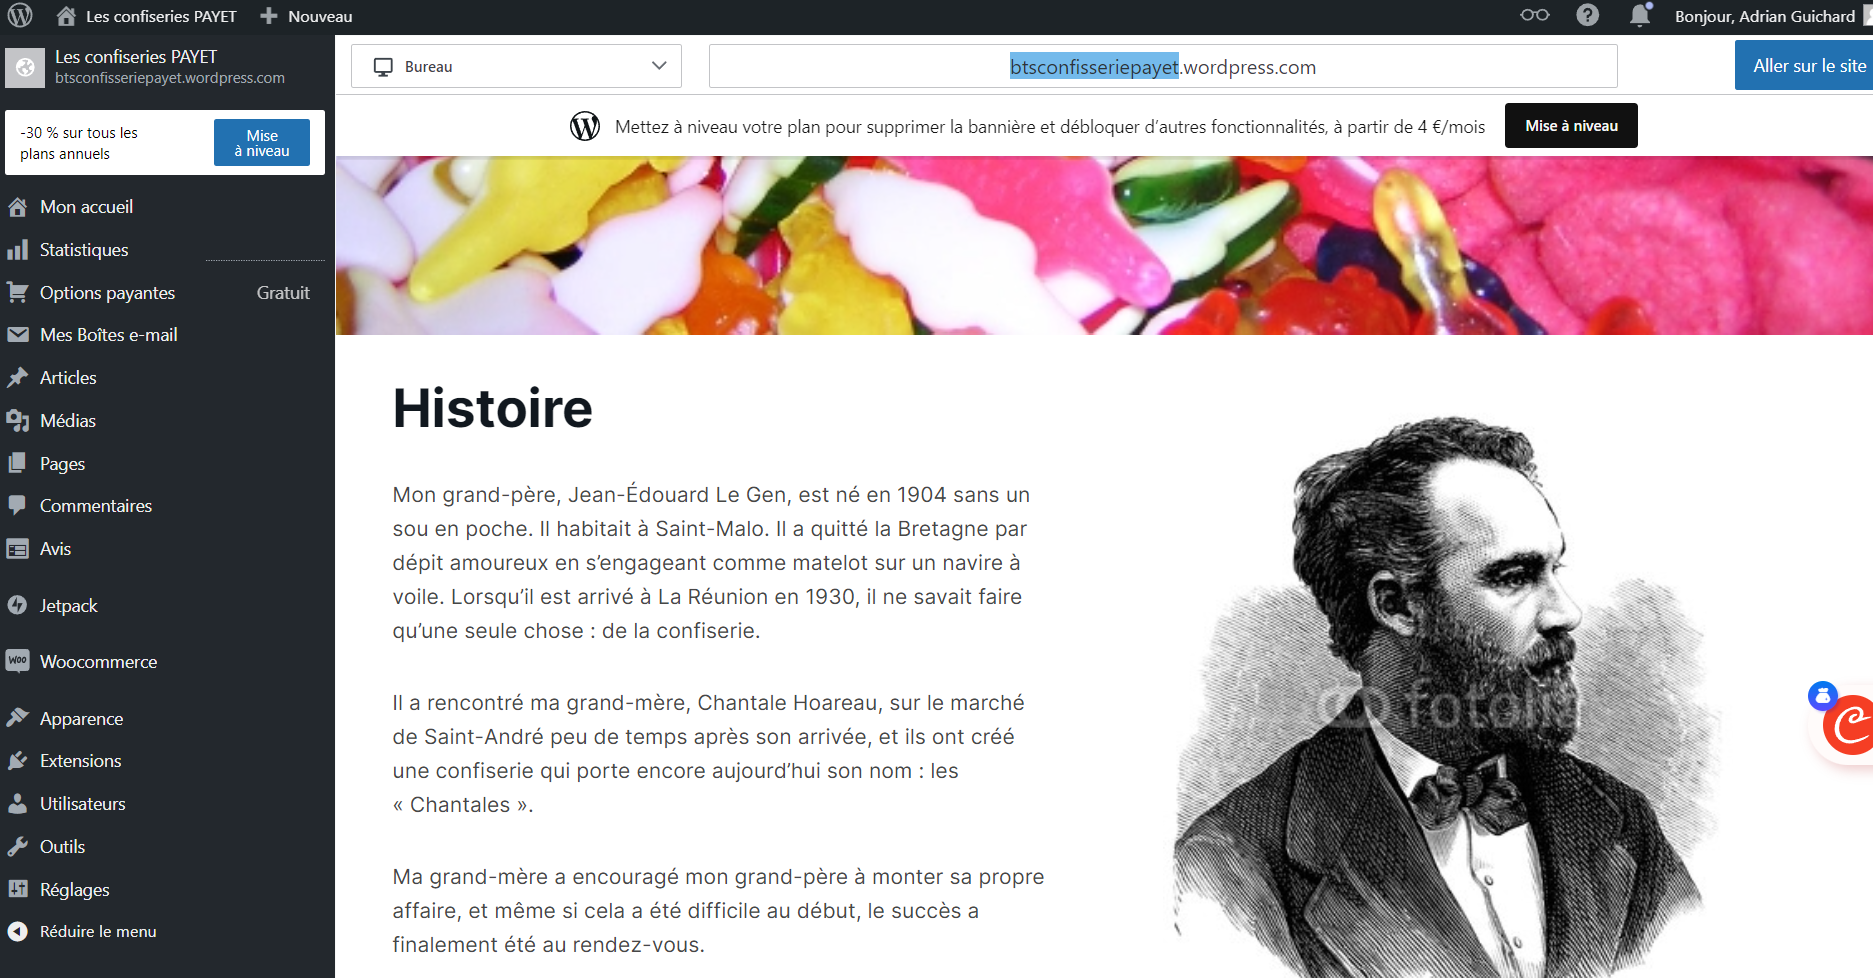 Les confiseries PAYET
Nouveau
Bonjour, Adrian Guichard
Les confiseries PAYET
btsconfisseriepayet.wordpress.com
-30 % sur tous les
plans annuels
Mise
à niveau
Mon accueil
Statistiques
Options payantes
Gratuit
Mes Boîtes e-mail
Articles
Médias
Pages
Commentaires
Avis
Jetpack
Woo
Woocommerce
Apparence
Extensions
Utilisateurs
Outils
Réglages
Réduire le menu
Bureau
btsconfisseriepayet.wordpress.com
Aller sur le site
Mettez à niveau votre plan pour supprimer la bannière et débloquer d’autres fonctionnalités, à partir de 4 €/mois
Mise à niveau
Histoire
Mon grand-père, Jean-Édouard Le Gen, est né en 1904 sans un
sou en poche. Il habitait à Saint-Malo. Il a quitté la Bretagne par
dépit amoureux en s’engageant comme matelot sur un navire à
voile. Lorsqu’il est arrivé à La Réunion en 1930, il ne savait faire
qu’une seule chose : de la confiserie.
Il a rencontré ma grand-mère, Chantale Hoareau, sur le marché
de Saint-André peu de temps après son arrivée, et ils ont créé
une confiserie qui porte encore aujourd’hui son nom : les
« Chantales ».
Ma grand-mère a encouragé mon grand-père à monter sa propre
affaire, et même si cela a été difficile au début, le succès a
finalement été au rendez-vous.